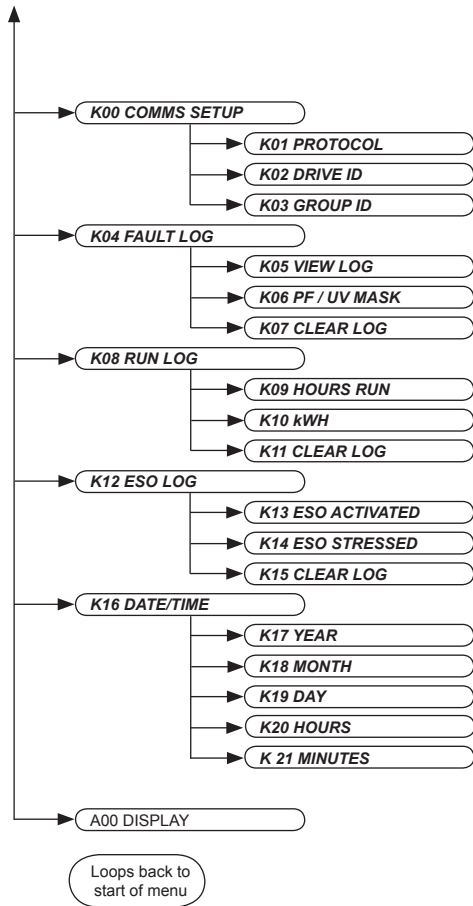 K00 COMMS SETUP
K01 PROTOCOL
K02 DRIVE ID
K03 GROUP ID
K04 FAULT LOG
K05 VIEW LOG
K06 PF / UV MASK
K07 CLEAR LOG
K08 RUN LOG
K09 HOURS RUN
K10 kWH
K11 CLEAR LOG
K12 ESO LOG
K13 ESO ACTIVATED
K14 ESO STRESSED
K15 CLEAR LOG
K16 DATE/TIME
K17 YEAR
K18 MONTH
K19 DAY
K20 HOURS
K 21 MINUTES
A00 DISPLAY
Loops back to
start of menu